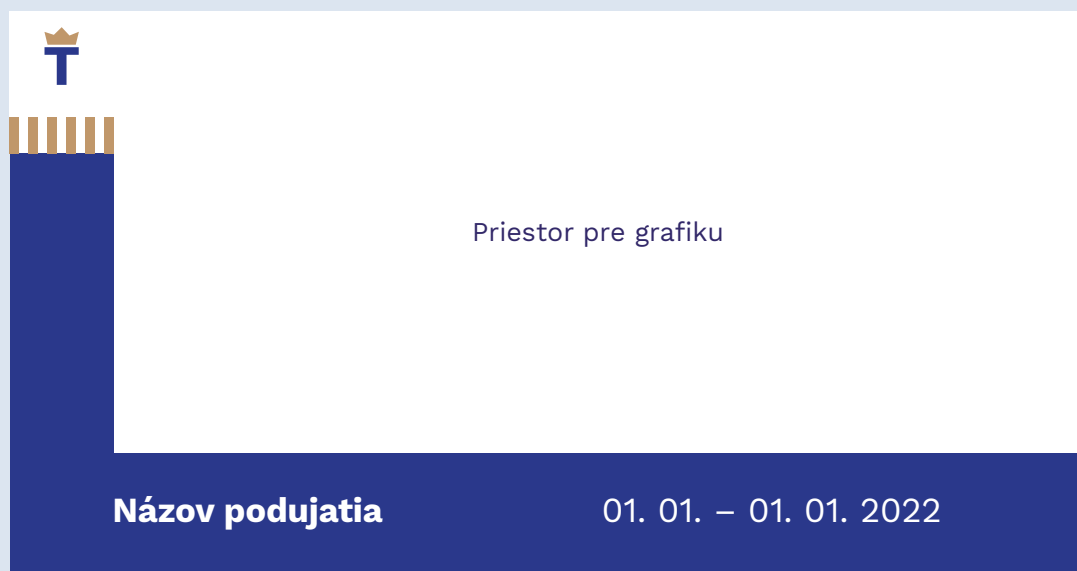 T
Priestor pre grafiku
Názov podujatia
01. 01. – 01. 01. 2022